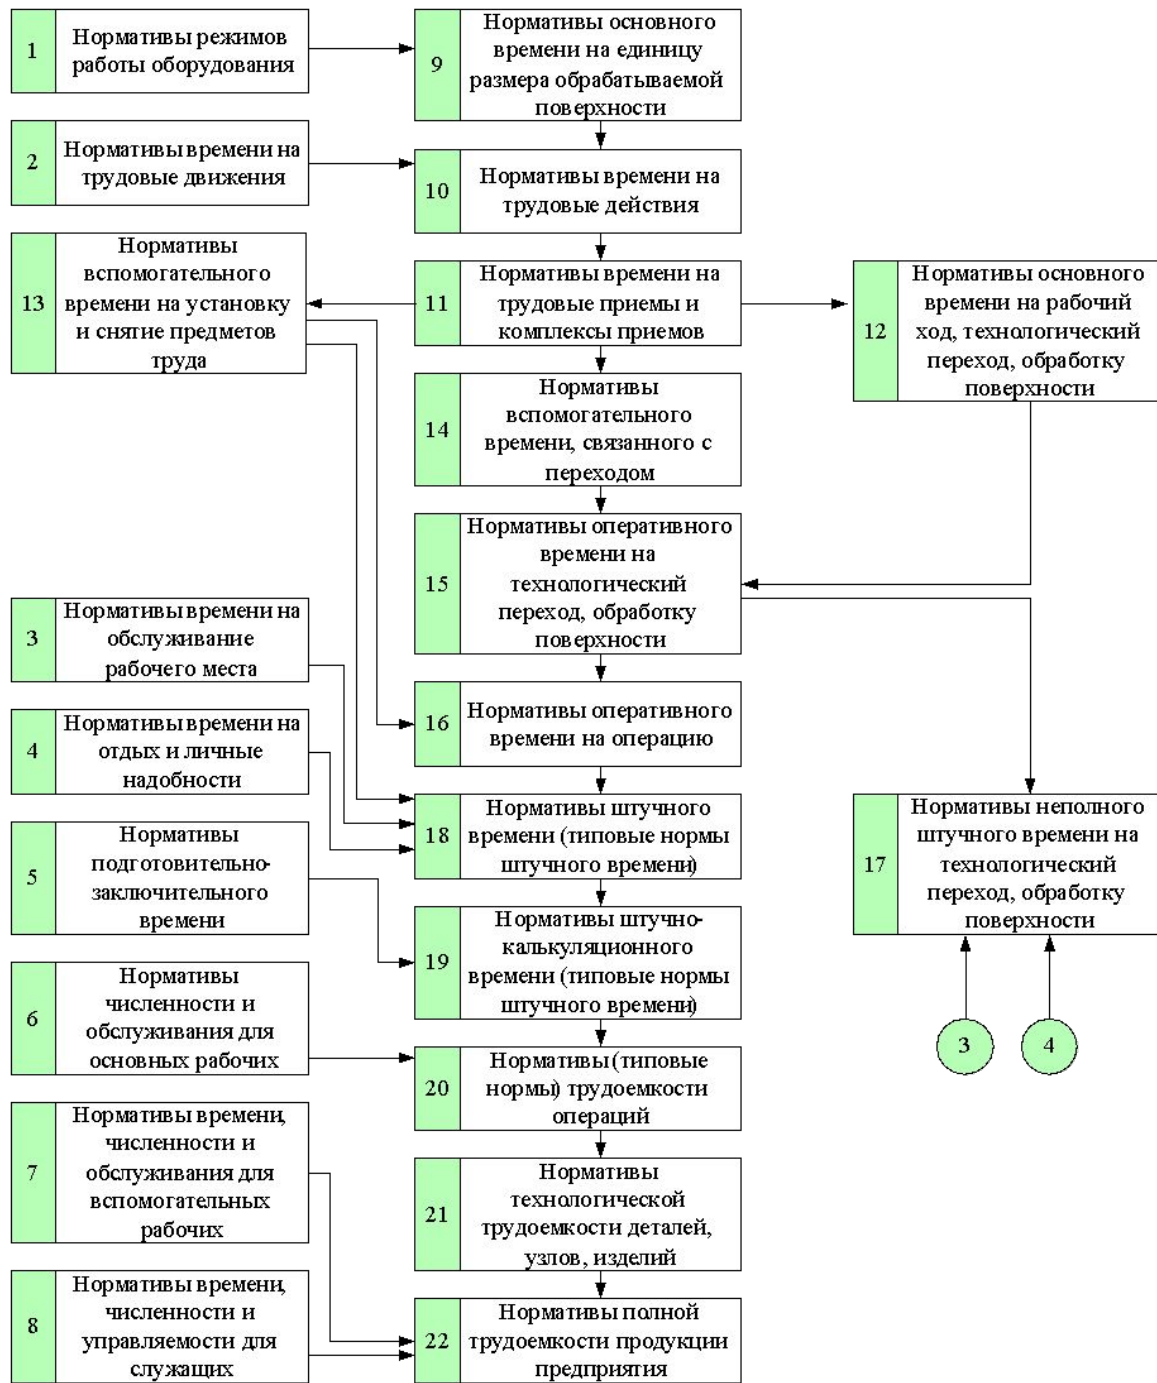 1
Нормативы режимов
работы оборудования
2
Нормативы времени на
трудовые движения
13
Нормативы
вспомогательного
времени на установку
и снятие предметов
труда
3
Нормативы времени на
обслуживание
рабочего места
4
Нормативы времени на
отдых и личные
надобности
5
Нормативы
подготовительно-
заключительного
времени
6
Нормативы
численности и
обслуживания для
основных рабочих
7
Нормативы времени,
численности и
обслуживания для
вспомогательных
рабочих
8
Нормативы времени,
численности и
управляемости для
служащих
9
Нормативы основного
времени на единицу
размера обрабатываемой
поверхности
10
Нормативы времени на
трудовые действия
11
Нормативы времени на
трудовые приемы и
комплексы приемов
14
Нормативы
вспомогательного
времени, связанного с
переходом
15
Нормативы оперативного
времени на
технологический
переход, обработку
поверхности
16
Нормативы оперативного
времени на операцию
18
Нормативы штучного
времени (типовые нормы
штучного времени)
19
Нормативы штучно-
калькуляционного
времени (типовые нормы
штучного времени)
20
Нормативы (типовые
нормы) трудоемкости
операций
21
Нормативы
технологической
трудоемкости деталей,
узлов, изделий
22
Нормативы полной
трудоемкости продукции
предприятия
12
Нормативы основного
времени на рабочий
ход, технологический
переход, обработку
поверхности
17
Нормативы неполного
штучного времени на
технологический
переход, обработку
поверхности
3
4